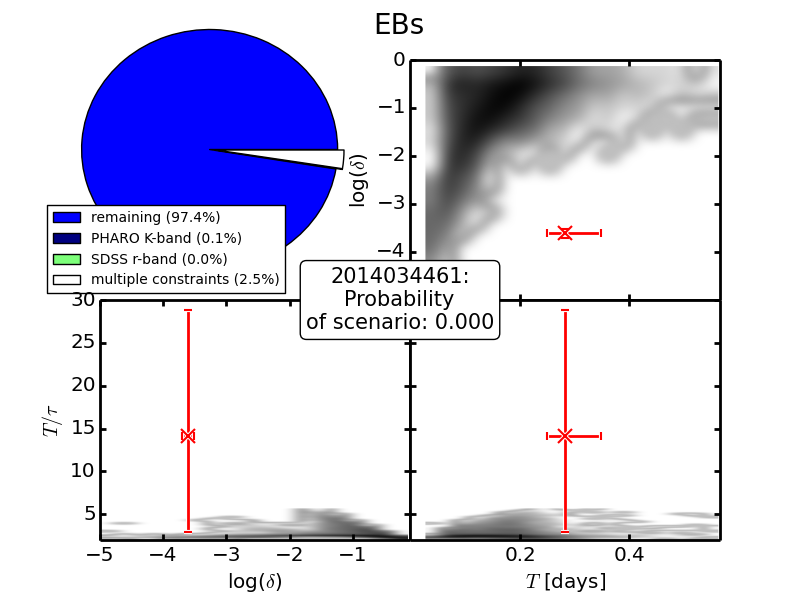 EBs
remaining (97.4%)
PHARO K-band (0.1%)
SDSS r-band (0.0%)
multiple constraints (2.5%)
0
−1
−2
−3
−4
log(δ)
2014034461:
Probability
of scenario: 0.000
30
25
20
15
10
5
T/τ
−5 −4 −3 −2 −1
log(δ)
0.2 0.4
T [days]